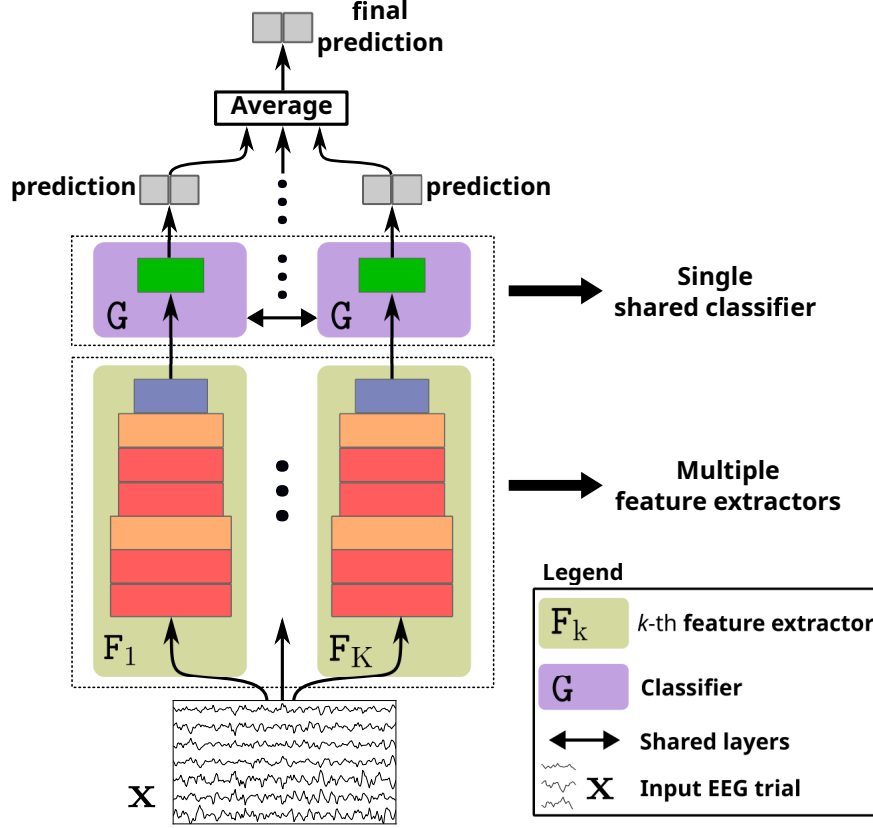 final
prediction
Average
prediction
prediction
G
G
Single
shared classifier
Multiple
feature extractors
F1
FK
X
Legend
Fk k-th feature extractor
G Classifier
Shared layers
X Input EEG trial